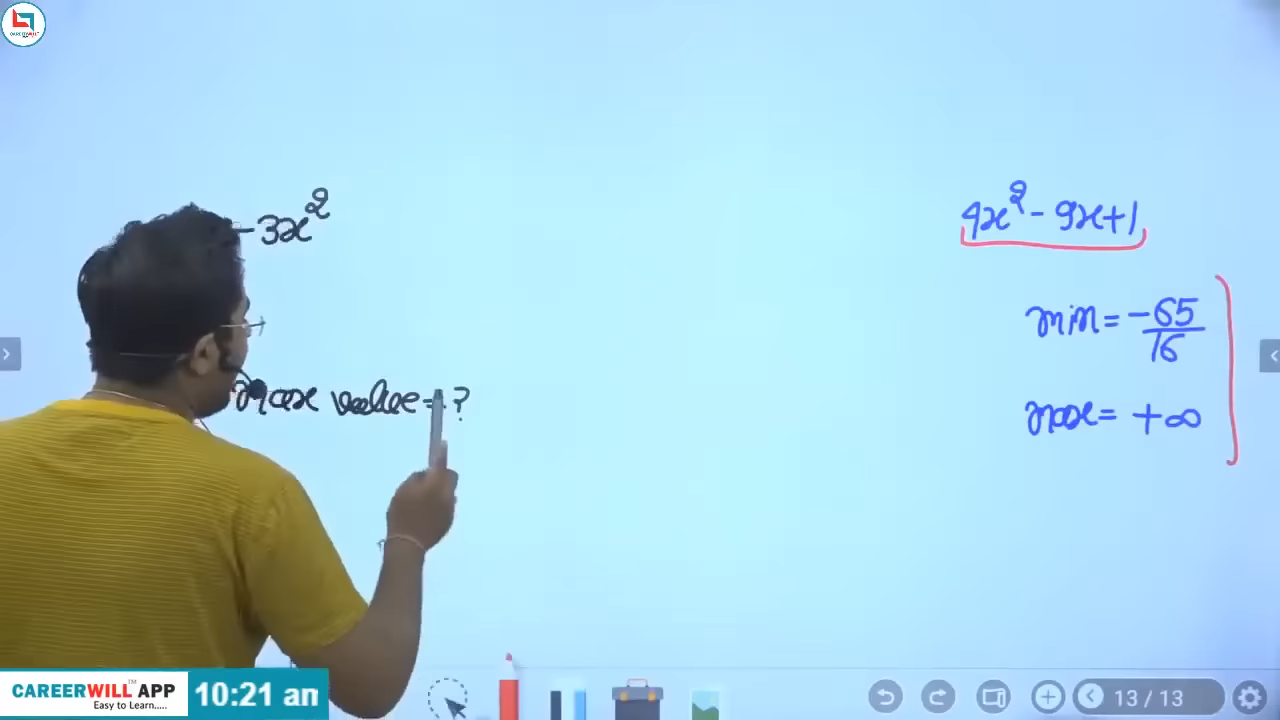 CAREERWILL
-3x²
max value = ?
4x² - 9x + 1
min = -65/16
max = +∞
CAREERWILL™ APP
Easy to Learn.....
10:21 an
13 / 13